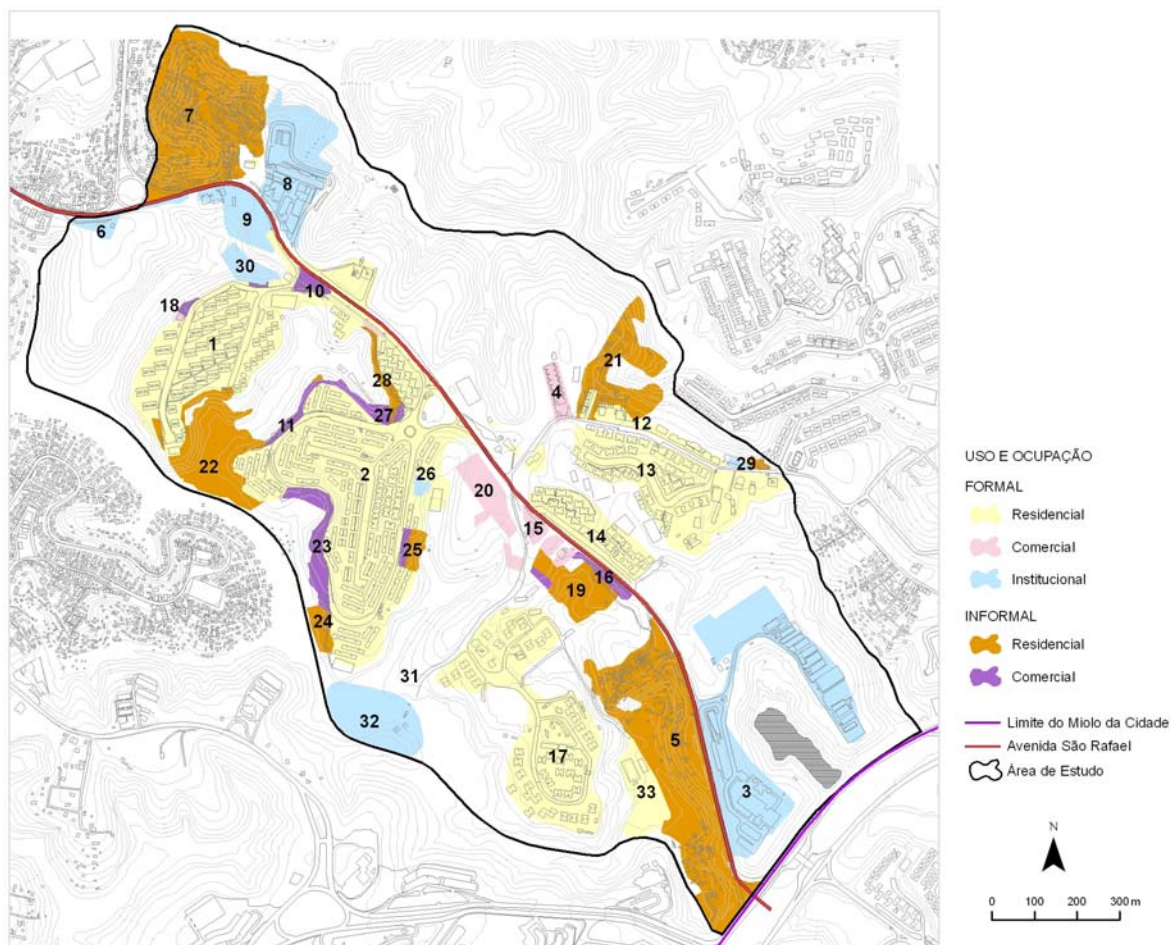 7
8
9
6
30
10
18
1
21
28
4
27
12
11
13
29
22
2
26
20
15
14
23
25
16
19
24
31
32
5
17
33
3
USO E OCUPAÇÃO
FORMAL
Residencial
Comercial
Institucional
INFORMAL
Residencial
Comercial
Limite do Miolo da Cidade
Avenida São Rafael
Área de Estudo
N
0 100 200 300 m